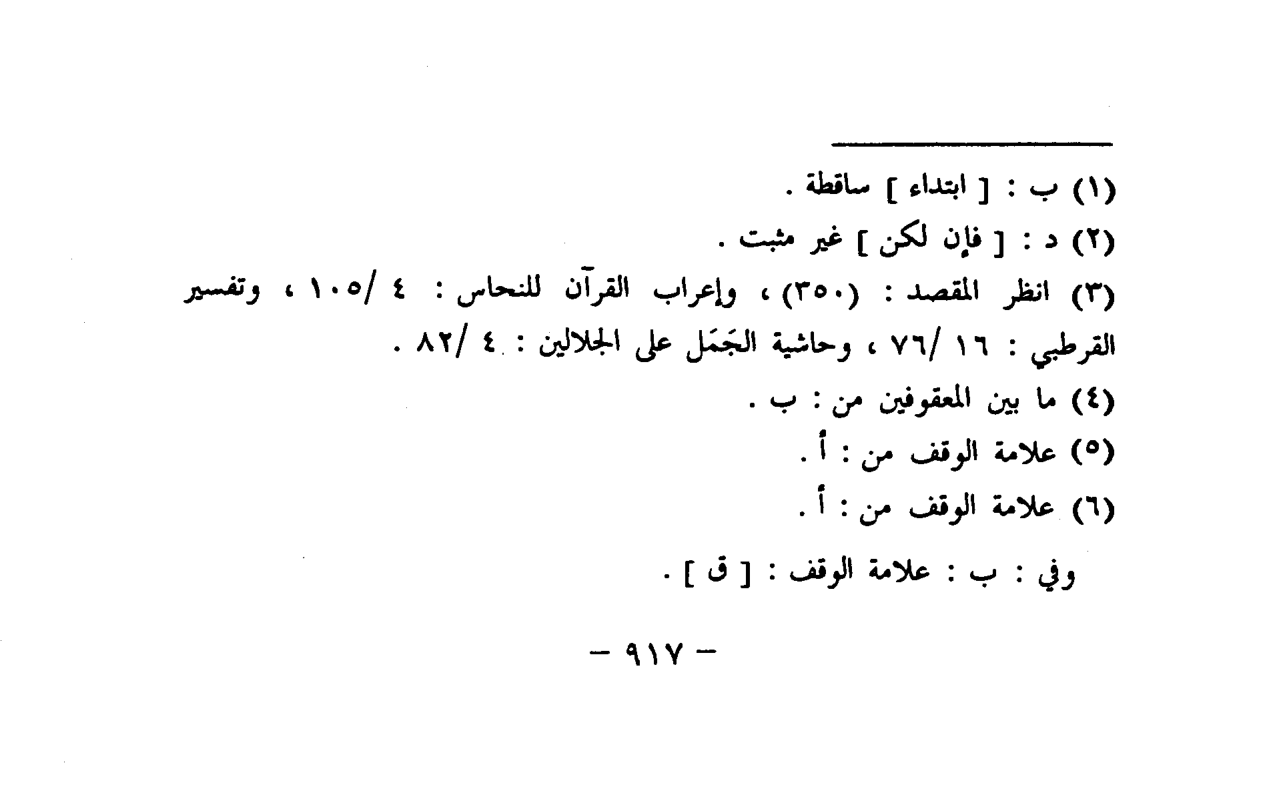 (١) ب : [ ابتداء ] ساقطة .
(٢) د : [ فإن لكن ] غير مثبت .
(٣) انظر المقصد : (٣٥٠) ، وإعراب القرآن للنحاس : ٤ /١٠٥ ، وتفسير
القرطبي : ١٦ /٧٦ ، وحاشية الجَمَل على الجلالين : ٤ /٨٢ .
(٤) ما بين المعقوفين من : ب .
(٥) علامة الوقف من : أ .
(٦) علامة الوقف من : أ .
وفي : ب : علامة الوقف : [ ق ] .
– ٩١٧ –